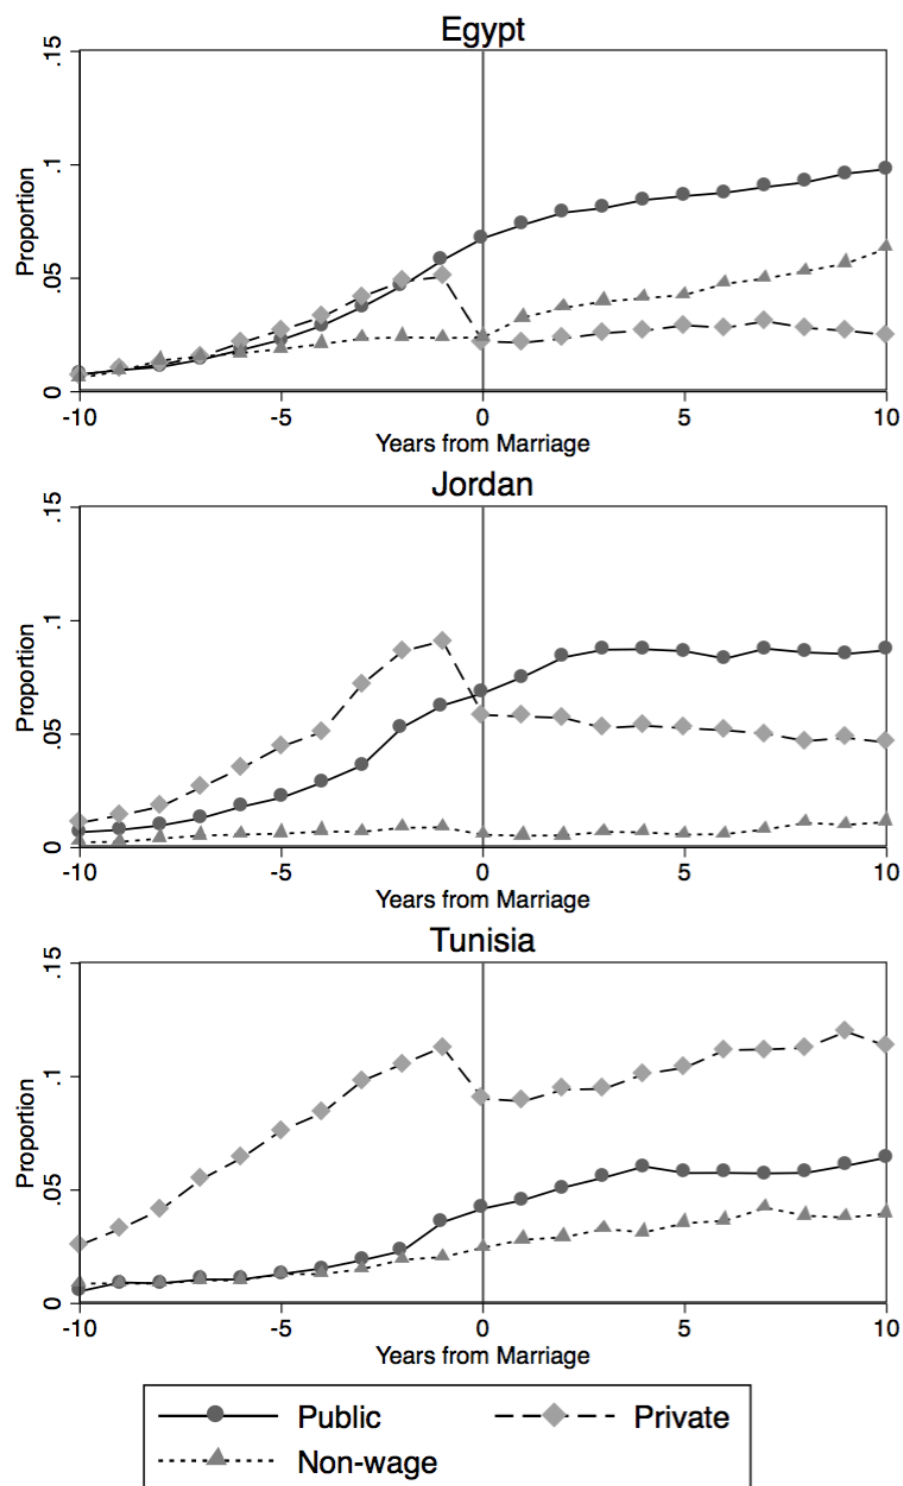 Egypt
.15
.1
.05
0
Proportion
-10 -5 0 5 10
Years from Marriage
Jordan
.15
.1
.05
0
Proportion
-10 -5 0 5 10
Years from Marriage
Tunisia
.15
.1
.05
0
Proportion
-10 -5 0 5 10
Years from Marriage
Public Private
Non-wage